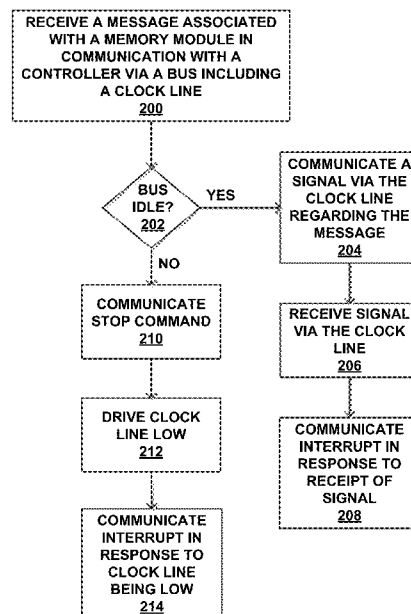 RECEIVE A MESSAGE ASSOCIATED
WITH A MEMORY MODULE IN
COMMUNICATION WITH A
CONTROLLER VIA A BUS INCLUDING
A CLOCK LINE
200
BUS
IDLE?
202
YES
NO
COMMUNICATE A
SIGNAL VIA THE
CLOCK LINE
REGARDING THE
MESSAGE
204
RECEIVE SIGNAL
VIA THE CLOCK
LINE
206
COMMUNICATE
INTERRUPT IN
RESPONSE TO
RECEIPT OF
SIGNAL
208
COMMUNICATE
STOP COMMAND
210
DRIVE CLOCK
LINE LOW
212
COMMUNICATE
INTERRUPT IN
RESPONSE TO
CLOCK LINE
BEING LOW
214